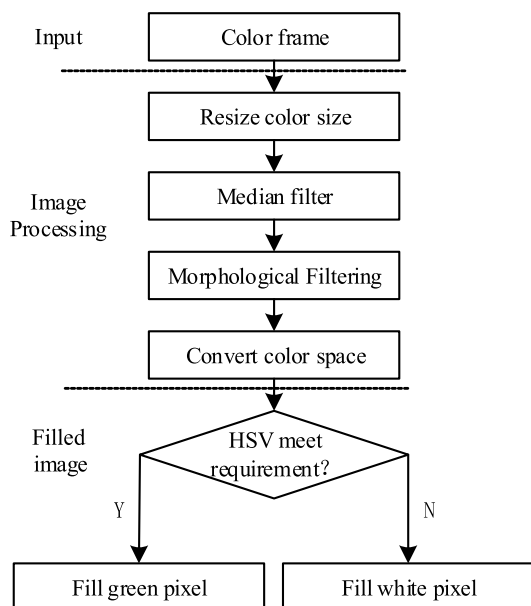 Input
Color frame
Resize color size
Median filter
Image
Processing
Morphological Filtering
Convert color space
Filled
image
HSV meet
requirement?
Y
N
Fill green pixel
Fill white pixel